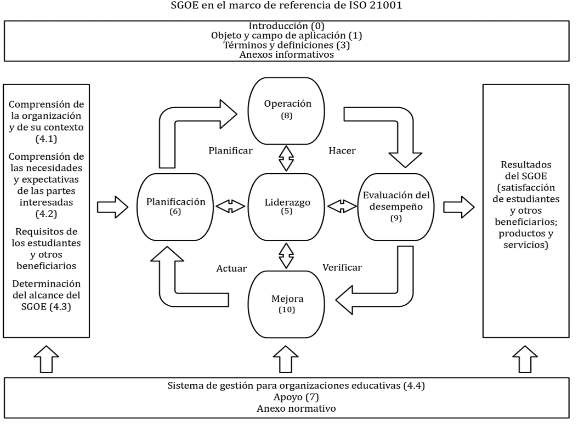 SGOE en el marco de referencia de ISO 21001
Introducción (0)
Objeto y campo de aplicación (1)
Términos y definiciones (3)
Anexos informativos
Comprensión de
la organización
y de su contexto
(4.1)
Comprensión de
las necesidades
y expectativas
de las partes
interesadas
(4.2)
Requisitos de
los estudiantes
y otros
beneficiarios
Determinación
del alcance del
SGOE (4.3)
Operación
(8)
Planificar
Hacer
Planificación
(6)
Liderazgo
(5)
Evaluación del
desempeño
(9)
Actuar
Verificar
Mejora
(10)
Resultados
del SGOE
(satisfacción
de estudiantes
y otros
beneficiarios;
productos y
servicios)
Sistema de gestión para organizaciones educativas (4.4)
Apoyo (7)
Anexo normativo